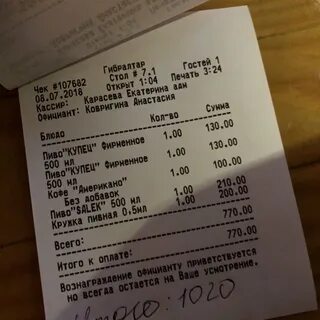 Гибралтар
Чек #107602 Стол # 7.1 Гостей 1
08.07.2018 Открыт 1:04 Печать 3:24
Кассир: Карасева Екатерина адм
Официант: Ковригина Анастасия
Блюдо Кол-во Сумма
Пиво"КУПЕЦ" Фирменное 1.00 130.00
500 мл
Пиво"КУПЕЦ" Фирменное 1.00 130.00
500 мл
Кофе "Американо" 1.00 100.00
Без добавок
Пиво"SALEK" 500 мл 1.00 210.00
Кружка пивная 0,5мл 1.00 200.00
Всего: 770.00
Итого к оплате: 770.00
Вознаграждение официанту приветствуется
но всегда остается на Ваше усмотрение.
Итого: 1020